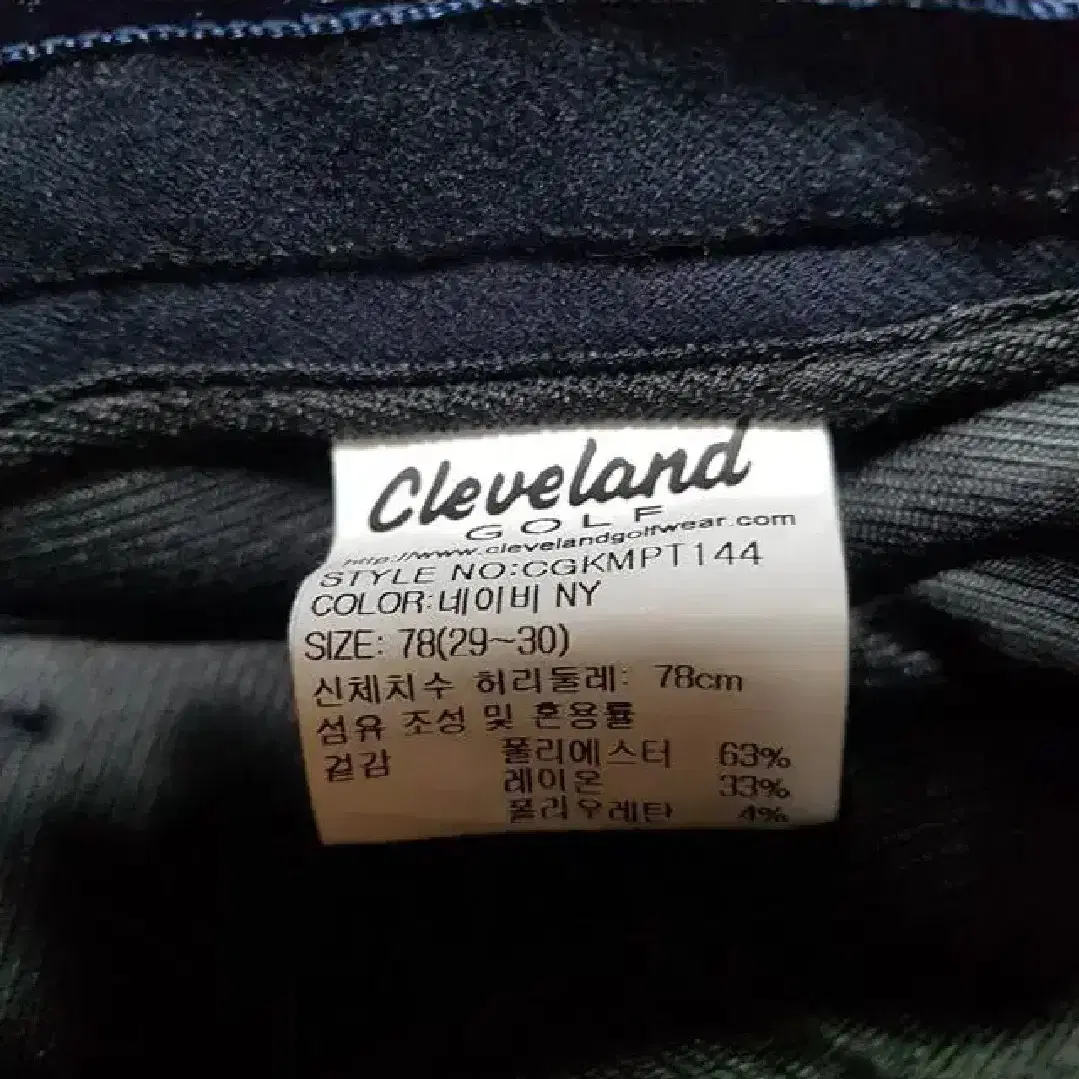 Cleveland
GOLF
http://www.clevelandgolfwear.com
STYLE NO:CGKMPT144
COLOR:네이비 NY
SIZE: 78(29~30)
신체치수 허리둘레: 78cm
섬유 조성 및 혼용률
겉감 폴리에스터 63%
레이온 33%
폴리우레탄 4%